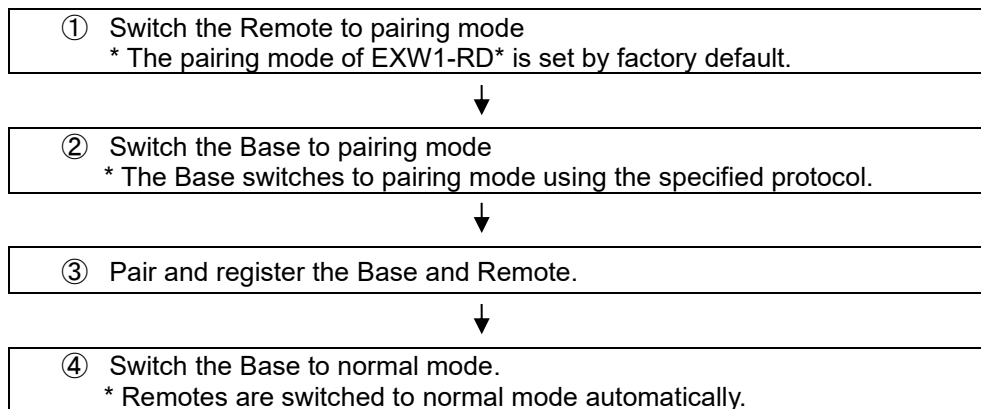 ① Switch the Remote to pairing mode
* The pairing mode of EXW1-RD* is set by factory default.
② Switch the Base to pairing mode
* The Base switches to pairing mode using the specified protocol.
③ Pair and register the Base and Remote.
④ Switch the Base to normal mode.
* Remotes are switched to normal mode automatically.